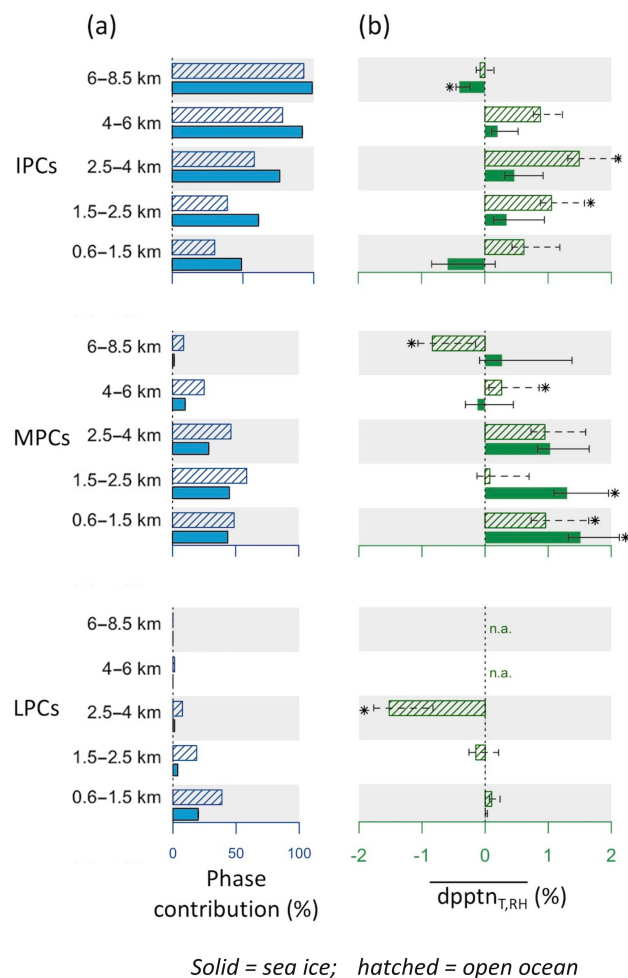 (a) (b)
6–8.5 km
*
4–6 km
IPCs 2.5–4 km *
1.5–2.5 km *
0.6–1.5 km
6–8.5 km *
4–6 km *
MPCs 2.5–4 km
1.5–2.5 km *
0.6–1.5 km *
*
6–8.5 km n.a.
4–6 km n.a.
LPCs 2.5–4 km *
1.5–2.5 km
0.6–1.5 km
0 50 100 -2 -1 0 1 2
Phase dpptn_T,RH (%)
contribution (%)
Solid = sea ice; hatched = open ocean